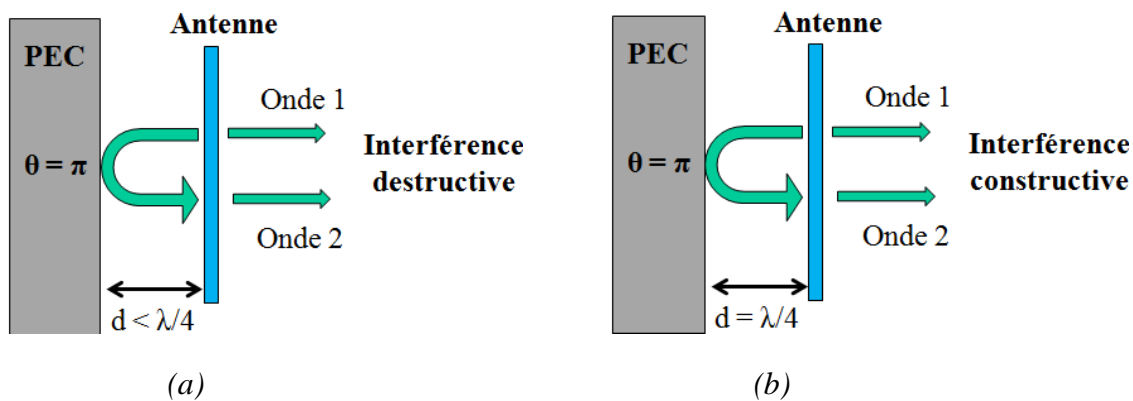 Antenne
PEC
Onde 1
θ = π
Interférence
destructive
Onde 2
d < λ/4
(a)
Antenne
PEC
Onde 1
θ = π
Interférence
constructive
Onde 2
d = λ/4
(b)